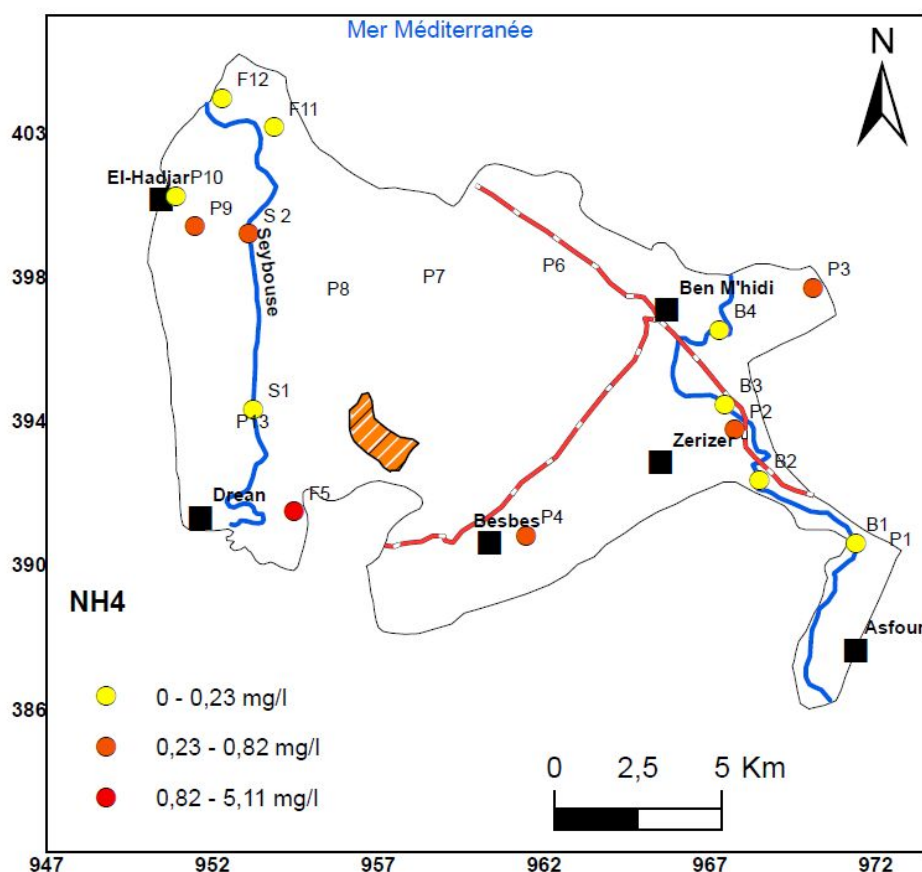 Mer Méditerranée
N
F12
F11
403
El-Hadjar
P10
P9
S 2
Seybouse
398
P8
P7
P6
P3
Ben M'hidi
B4
S1
P13
394
B3
P2
Zerizer
B2
Drean
F5
Besbes
P4
B1
P1
390
NH4
Asfour
386
0 - 0,23 mg/l
0,23 - 0,82 mg/l
0,82 - 5,11 mg/l
0 2,5 5 Km
947 952 957 962 967 972